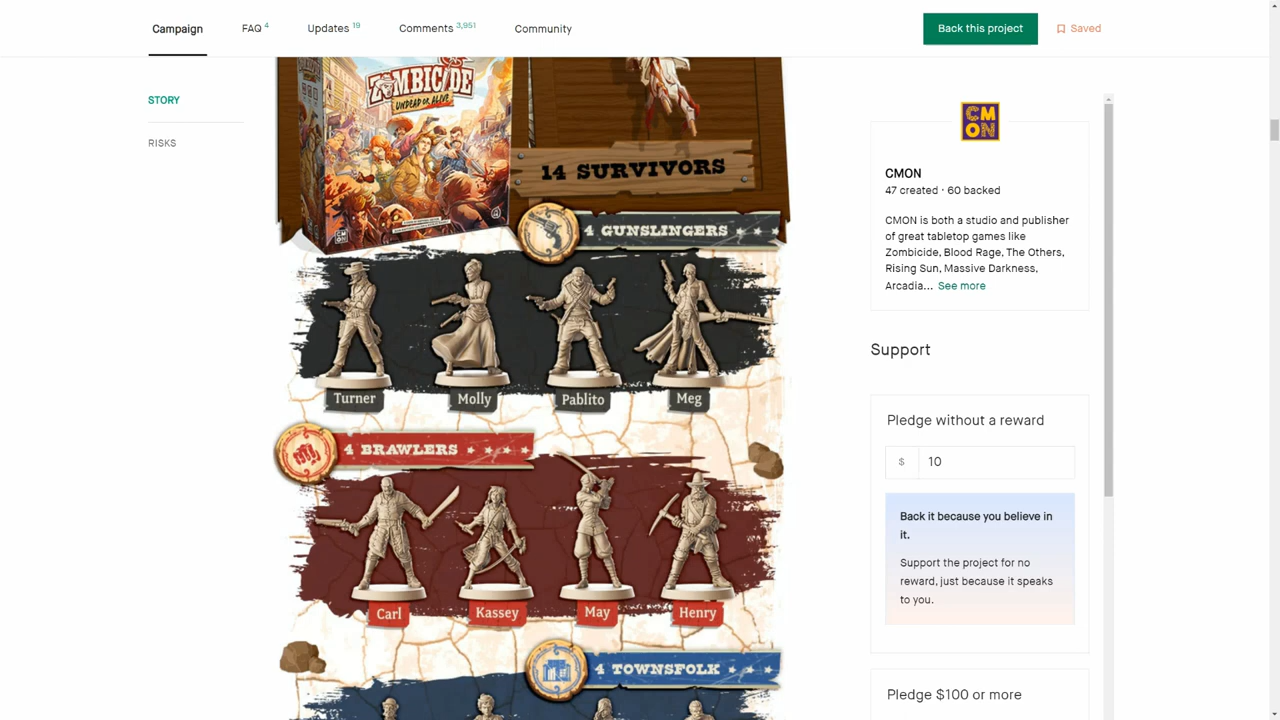 Campaign
FAQ 4
Updates 19
Comments 3,951
Community
Back this project
Saved
STORY
RISKS
ZOMBICIDE
UNDEAD OR ALIVE
CMON
14 SURVIVORS
4 GUNSLINGERS
Turner
Molly
Pablito
Meg
4 BRAWLERS
Carl
Kassey
May
Henry
4 TOWNSFOLK
CM
ON
CMON
47 created · 60 backed
CMON is both a studio and publisher
of great tabletop games like
Zombicide, Blood Rage, The Others,
Rising Sun, Massive Darkness,
Arcadia... See more
Support
Pledge without a reward
$ 10
Back it because you believe in
it.
Support the project for no
reward, just because it speaks
to you.
Pledge $100 or more